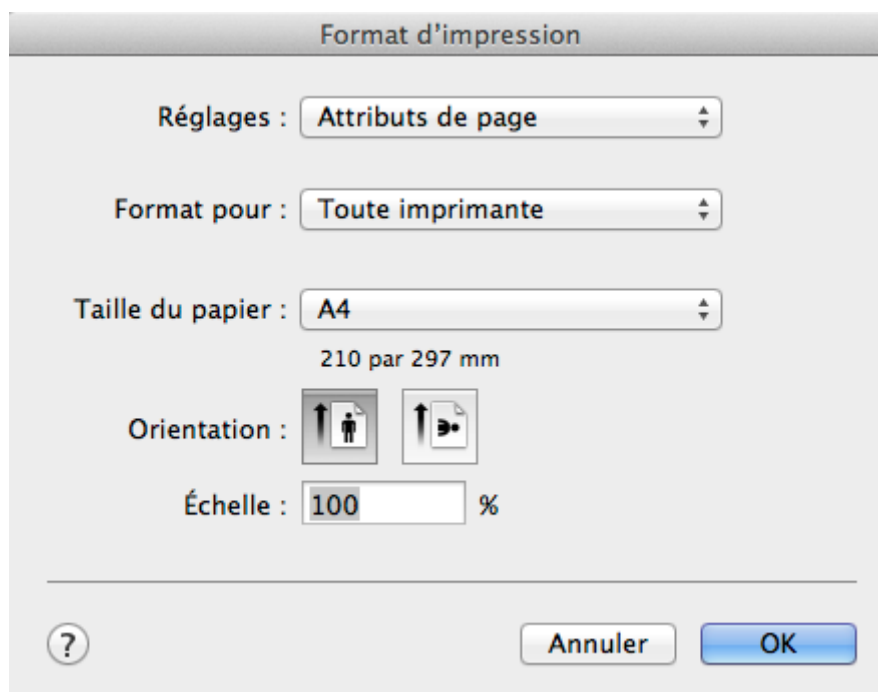 Format d’impression
Réglages : Attributs de page
Format pour : Toute imprimante
Taille du papier : A4
210 par 297 mm
Orientation :
Échelle : 100 %
? Annuler OK